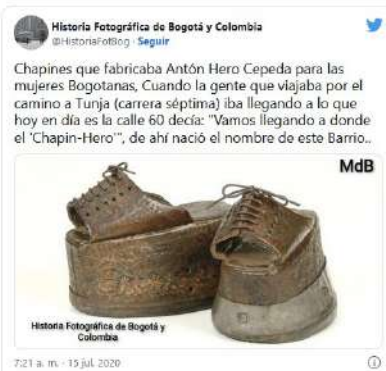 Historia Fotográfica de Bogotá y Colombia
@HistoriaFotBog · Seguir
Chapines que fabricaba Antón Hero Cepeda para las
mujeres Bogotanas, Cuando la gente que viajaba por el
camino a Tunja (carrera séptima) iba llegando a lo que
hoy en día es la calle 60 decía: "Vamos llegando a donde
el 'Chapin-Hero'", de ahí nació el nombre de este Barrio..
MdB
Historia Fotográfica de Bogotá y
Colombia
7:21 a. m. · 15 jul. 2020